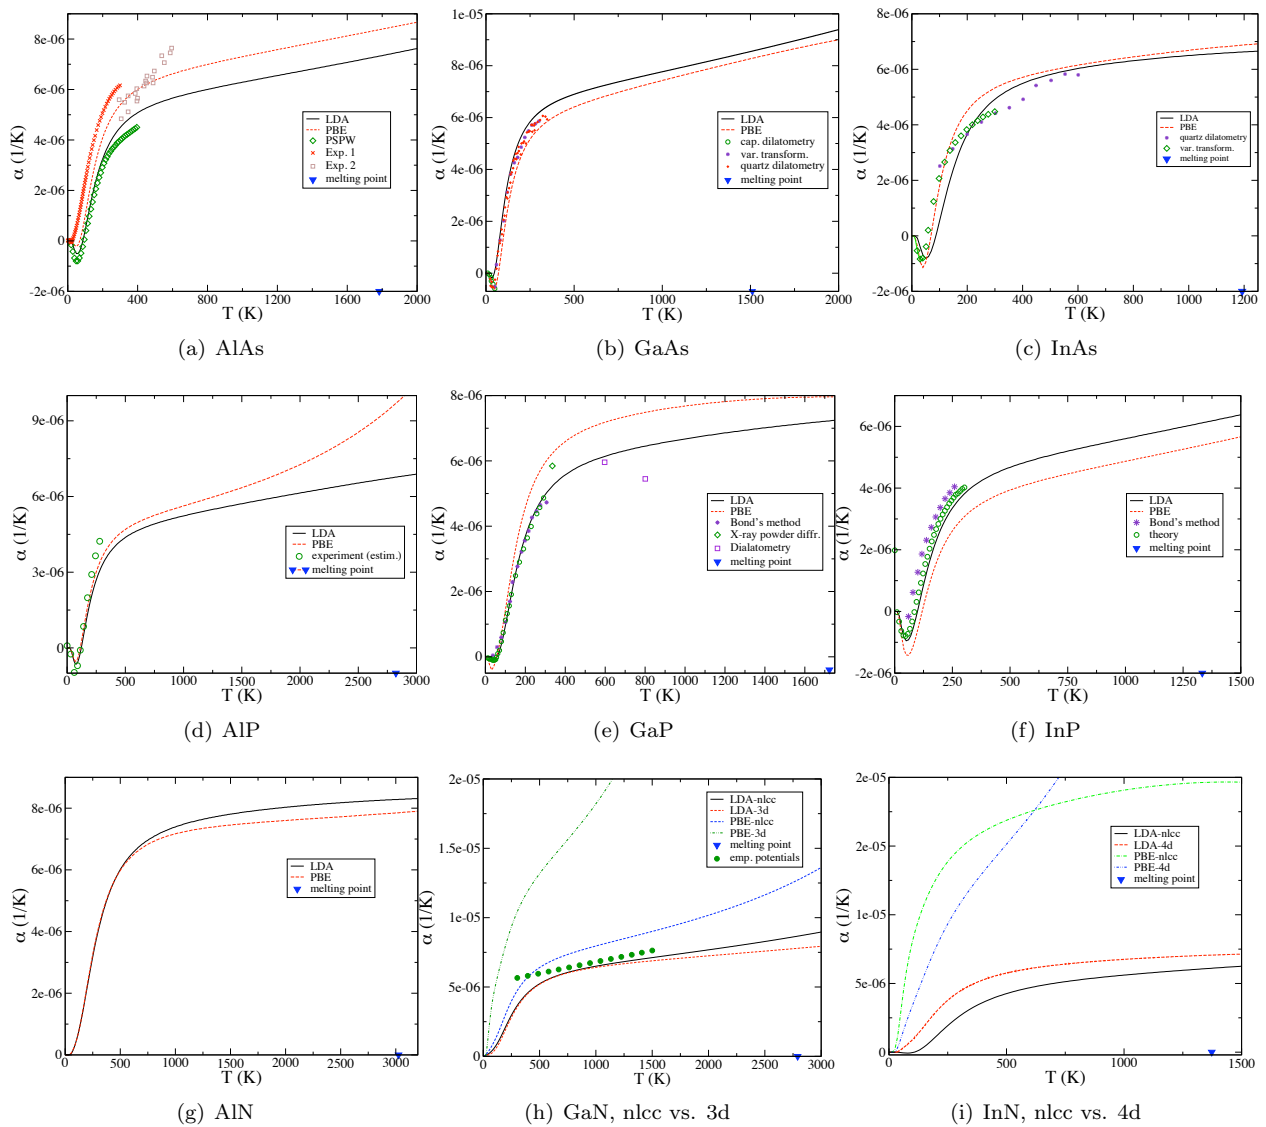 8e-06
6e-06
4e-06
2e-06
0
-2e-06
α (1/K)
0
400
800
1200
1600
2000
T (K)
LDA
PBE
PSPW
Exp. 1
Exp. 2
melting point
(a) AlAs
1e-05
8e-06
6e-06
4e-06
2e-06
0
α (1/K)
0
500
1000
1500
2000
T (K)
LDA
PBE
cap. dilatometry
var. transform.
quartz dilatometry
melting point
(b) GaAs
8e-06
6e-06
4e-06
2e-06
0
-2e-06
α (1/K)
0
200
400
600
800
1000
1200
T (K)
LDA
PBE
quartz dilatometry
var. transform.
melting point
(c) InAs
9e-06
6e-06
3e-06
0
α (1/K)
0
500
1000
1500
2000
2500
3000
T (K)
LDA
PBE
experiment (estim.)
melting point
(d) AlP
8e-06
6e-06
4e-06
2e-06
0
α (1/K)
0
200
400
600
800
1000
1200
1400
1600
T (K)
LDA
PBE
Bond's method
X-ray powder diffr.
Dialatometry
melting point
(e) GaP
6e-06
4e-06
2e-06
0
-2e-06
α (1/K)
0
250
500
750
1000
1250
1500
T (K)
LDA
PBE
Bond's method
theory
melting point
(f) InP
8e-06
6e-06
4e-06
2e-06
0
α (1/K)
0
500
1000
1500
2000
2500
3000
T (K)
LDA
PBE
melting point
(g) AlN
2e-05
1.5e-05
1e-05
5e-06
0
α (1/K)
0
500
1000
1500
2000
2500
3000
T (K)
LDA-nlcc
LDA-3d
PBE-nlcc
PBE-3d
melting point
emp. potentials
(h) GaN, nlcc vs. 3d
2e-05
2e-05
1e-05
5e-06
0
α (1/K)
0
500
1000
1500
T (K)
LDA-nlcc
LDA-4d
PBE-nlcc
PBE-4d
melting point
(i) InN, nlcc vs. 4d